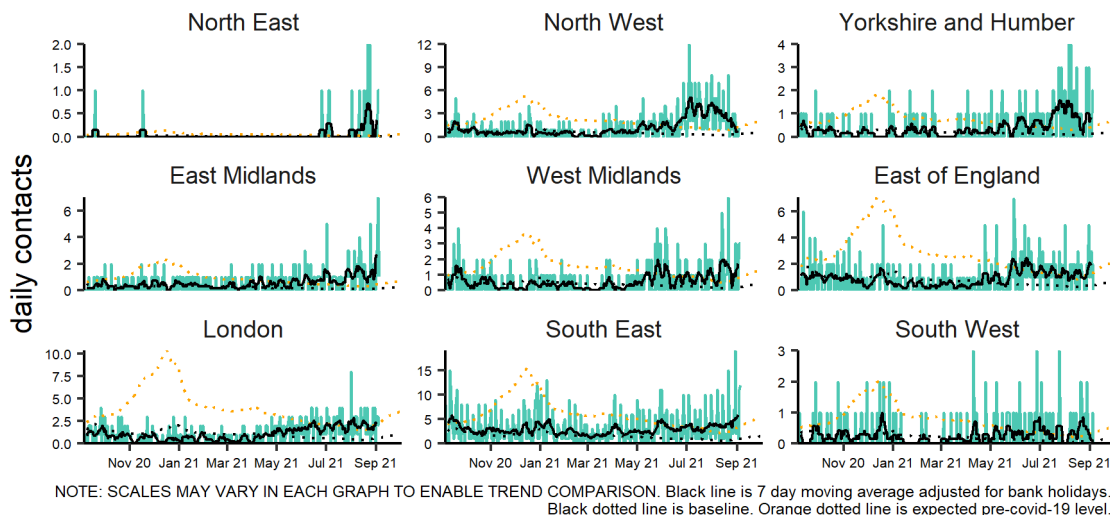 North East North West Yorkshire and Humber
2.0 12 4
1.5 9 3
1.0 6 2
0.5 3 1
0.0 0 0
East Midlands West Midlands East of England
6 6 6
5
4 4 4
3
2 2 2
1
0 0 0
daily contacts
London South East South West
10.0 3
7.5 15 2
5.0 10
2.5 5 1
0.0 0 0
Nov 20 Jan 21 Mar 21 May 21 Jul 21 Sep 21 Nov 20 Jan 21 Mar 21 May 21 Jul 21 Sep 21 Nov 20 Jan 21 Mar 21 May 21 Jul 21 Sep 21
NOTE: SCALES MAY VARY IN EACH GRAPH TO ENABLE TREND COMPARISON. Black line is 7 day moving average adjusted for bank holidays.
Black dotted line is baseline. Orange dotted line is expected pre-covid-19 level.